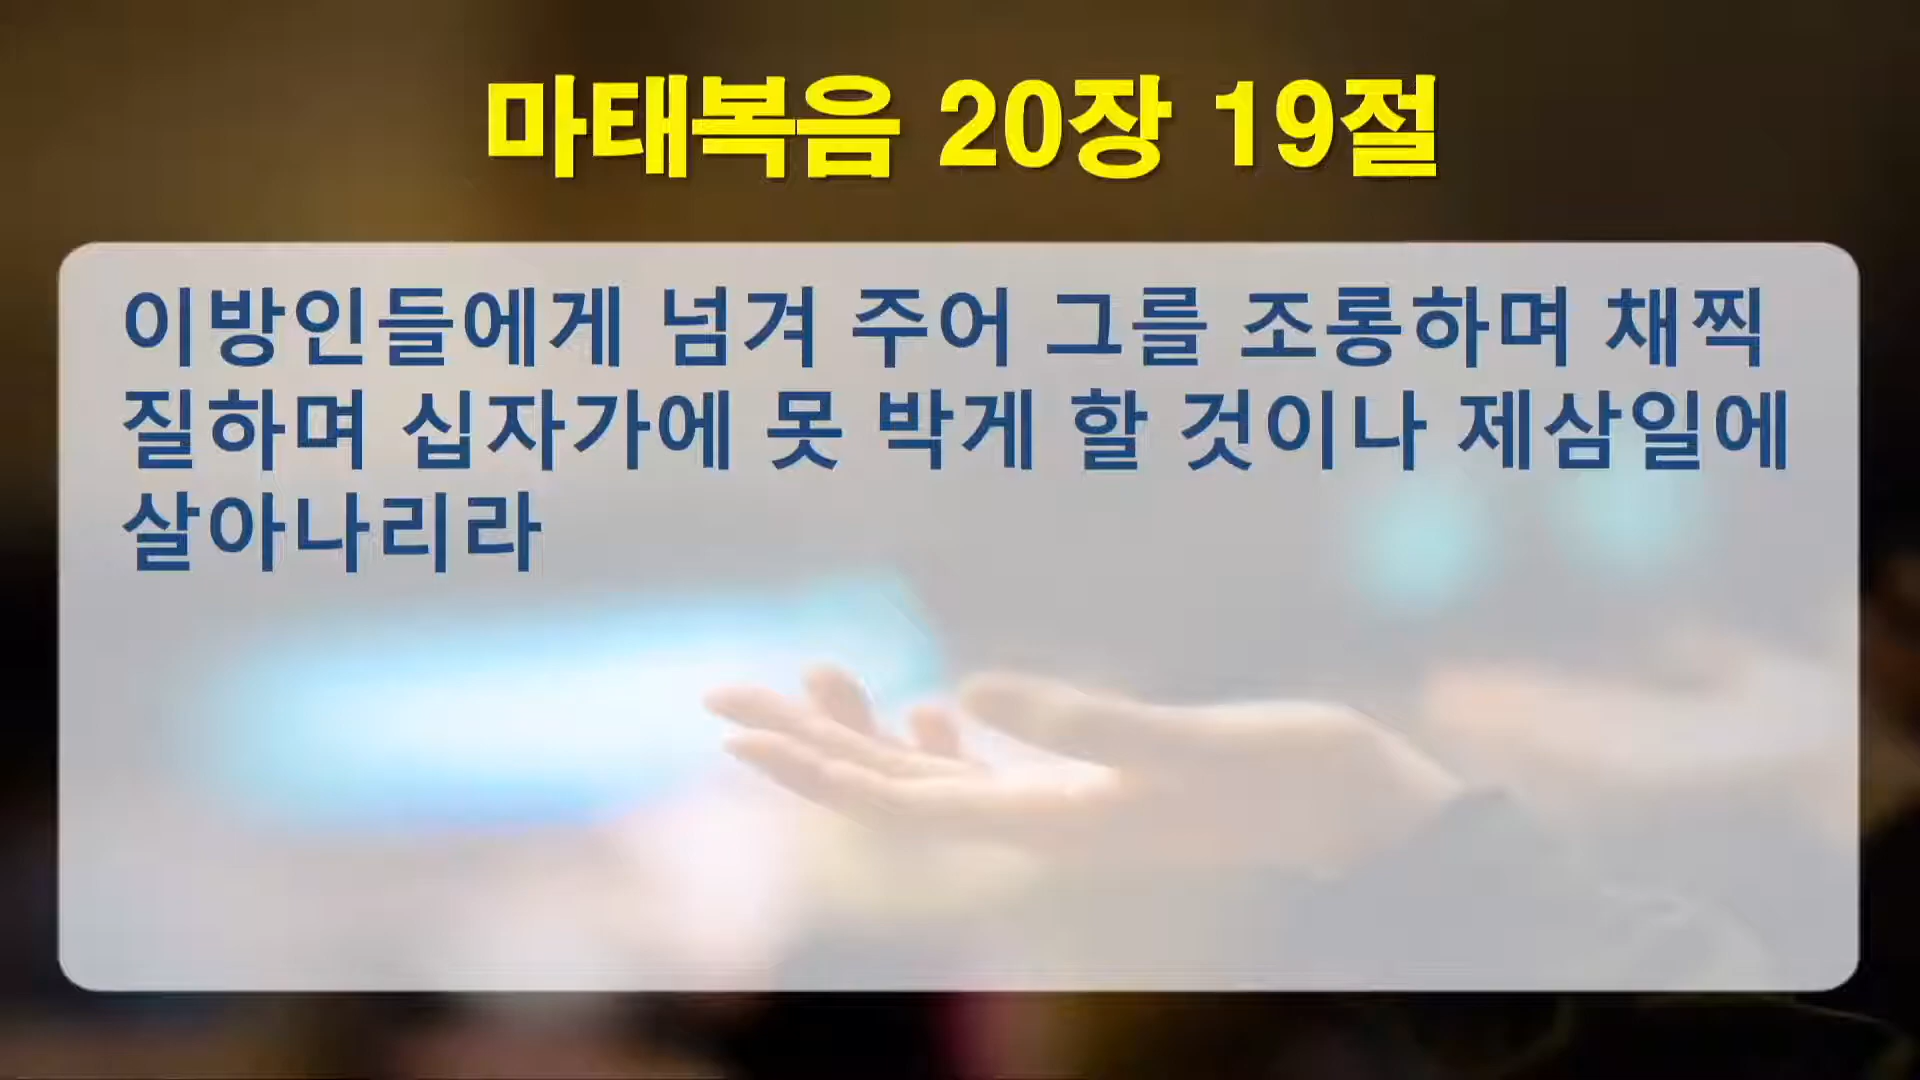 마태복음 20장 19절
이방인들에게 넘겨 주어 그를 조롱하며 채찍
질하며 십자가에 못 박게 할 것이나 제삼일에
살아나리라